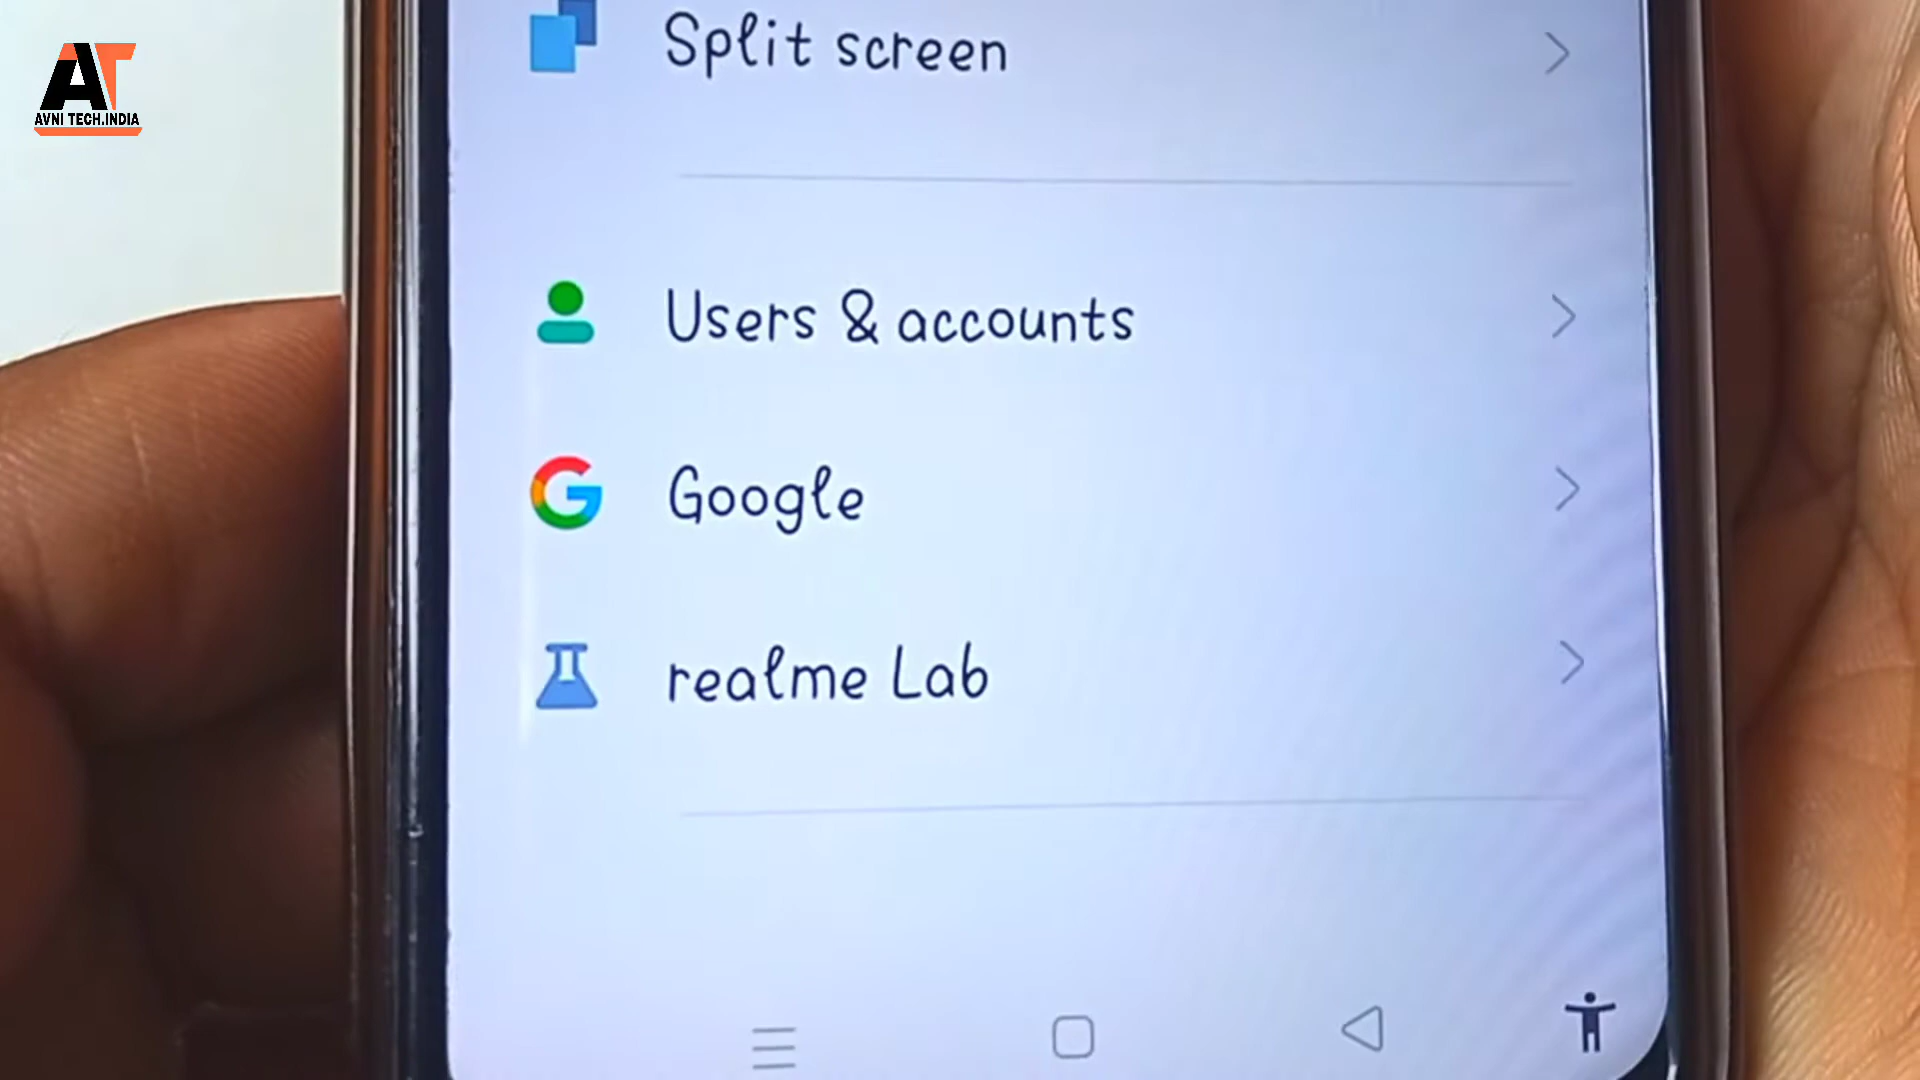 AT
AVNI TECH.INDIA
Split screen
Users & accounts
Google
realme Lab